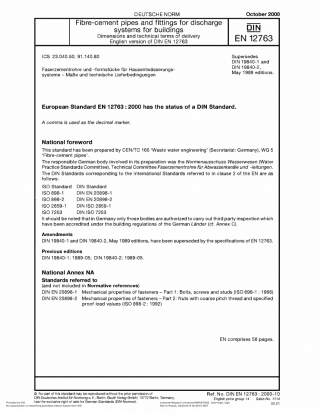 DEUTSCHE NORM
October 2000
Fibre-cement pipes and fittings for discharge
systems for buildings
Dimensions and technical terms of delivery
English version of DIN EN 12763
DIN
EN 12763
ICS 23.040.50; 91.140.80
Supersedes
DIN 19840-1 and
DIN 19840-2,
May 1989 editions.
Faserzementrohre und -formstücke für Hausentwässerungs-
systeme – Maße und technische Lieferbedingungen
European Standard EN 12763 : 2000 has the status of a DIN Standard.
A comma is used as the decimal marker.
National foreword
This standard has been prepared by CEN/TC 165 'Waste water engineering' (Secretariat: Germany), WG 5
'Fibre-cement pipes'.
The responsible German body involved in its preparation was the Normenausschuss Wasserwesen (Water
Practice Standards Committee), Technical Committee Faserzementrohre für Abwasserkanäle und -leitungen.
The DIN Standards corresponding to the International Standards referred to in clause 2 of the EN are as
follows:
ISO Standard DIN Standard
ISO 898-1 DIN EN 20898-1
ISO 898-2 DIN EN 20898-2
ISO 2859-1 DIN ISO 2859-1
ISO 7253 DIN ISO 7253
It should be noted that in Germany only those bodies are authorized to carry out third party inspection which
have been accredited under the building regulations of the German Länder (cf. Annex C).
Amendments
DIN 19840-1 and DIN 19840-2, May 1989 editions, have been superseded by the specifications of EN 12763.
Previous editions
DIN 19840-1: 1989-05; DIN 19840-2: 1989-05.
National Annex NA
Standards referred to
(and not included in Normative references)
DIN EN 20898-1 Mechanical properties of fasteners – Part 1: Bolts, screws and studs (ISO 898-1 : 1988)
DIN EN 20898-2 Mechanical properties of fasteners – Part 2: Nuts with coarse pitch thread and specified
proof load values (ISO 898-2 : 1992)
EN comprises 58 pages.
© No part of this standard may be reproduced without the prior permission of
DIN Deutsches Institut für Normung e. V., Berlin. Beuth Verlag GmbH, 10772 Berlin, Germany,
has the exclusive right of sale for German Standards (DIN-Normen).
Ref. No. DIN EN 12763 : 2000-10
English price group 14 Sales No. 1114